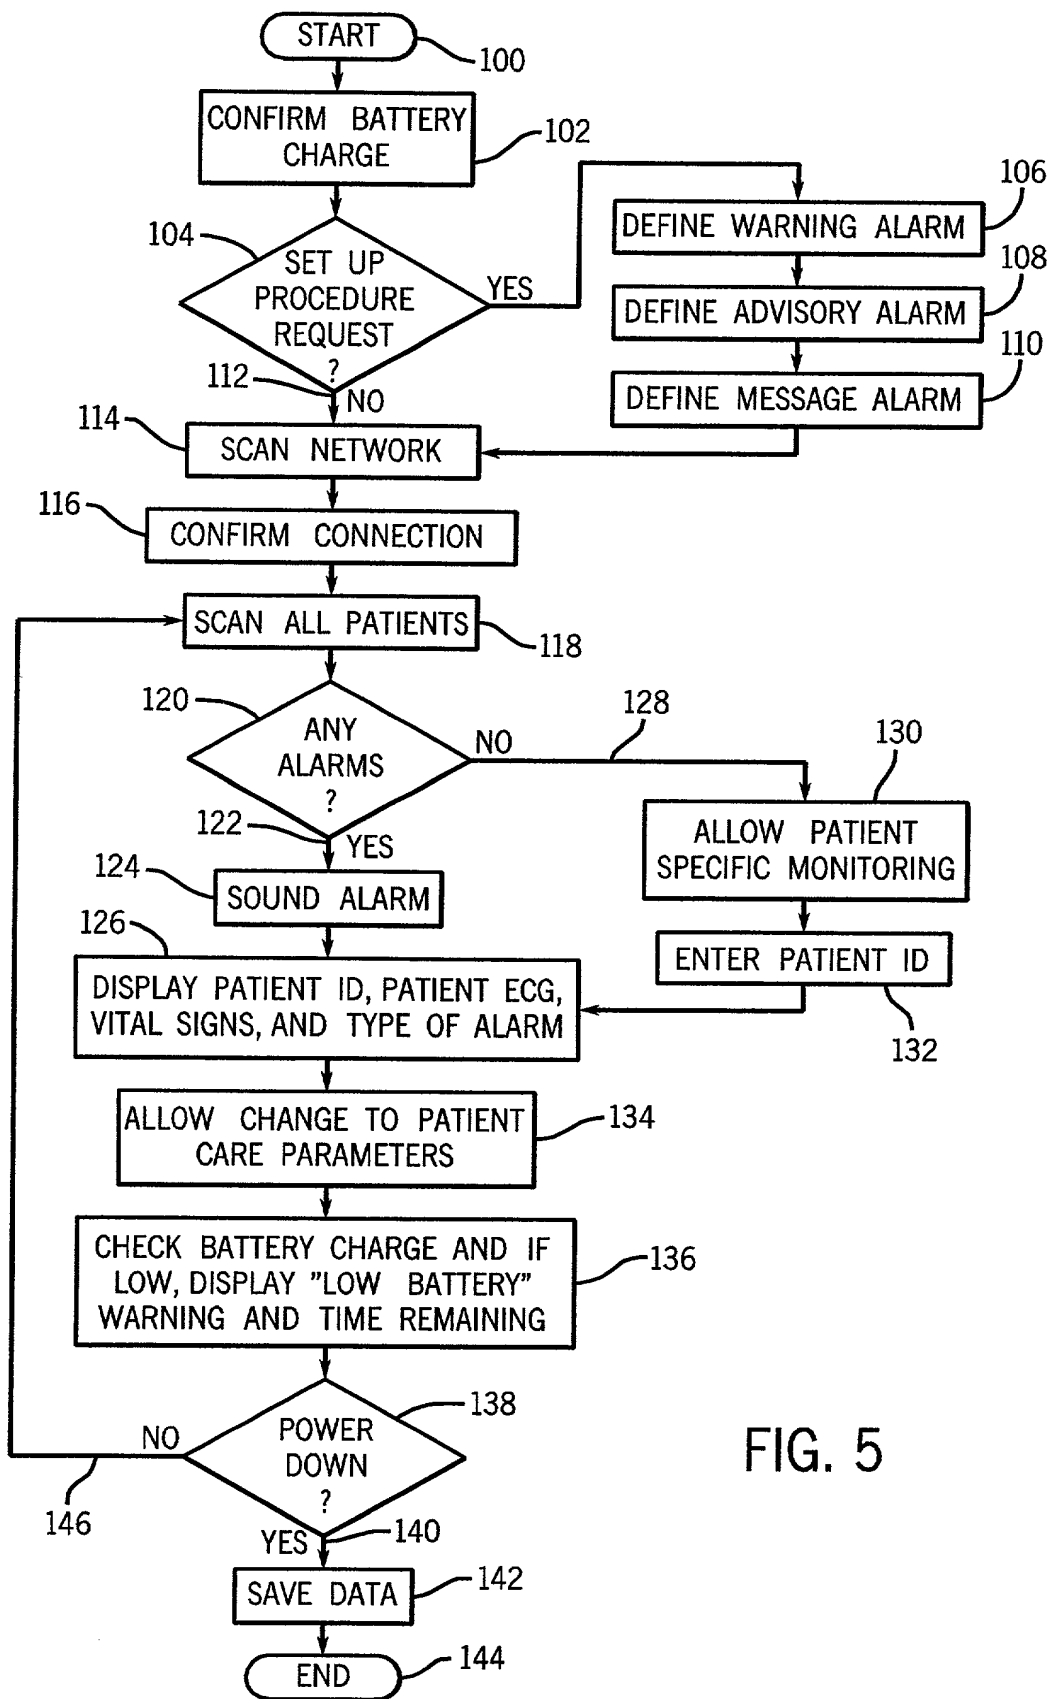 START
100
CONFIRM BATTERY
CHARGE
102
104
SET UP
PROCEDURE
REQUEST
?
YES
106
DEFINE WARNING ALARM
108
DEFINE ADVISORY ALARM
110
DEFINE MESSAGE ALARM
112
NO
114
SCAN NETWORK
116
CONFIRM CONNECTION
SCAN ALL PATIENTS
118
120
ANY
ALARMS
?
NO
128
130
ALLOW PATIENT
SPECIFIC MONITORING
122
YES
124
SOUND ALARM
ENTER PATIENT ID
132
126
DISPLAY PATIENT ID, PATIENT ECG,
VITAL SIGNS, AND TYPE OF ALARM
ALLOW CHANGE TO PATIENT
CARE PARAMETERS
134
CHECK BATTERY CHARGE AND IF
LOW, DISPLAY "LOW BATTERY"
WARNING AND TIME REMAINING
136
138
POWER
DOWN
?
NO
146
YES
140
SAVE DATA
142
END
144
FIG. 5